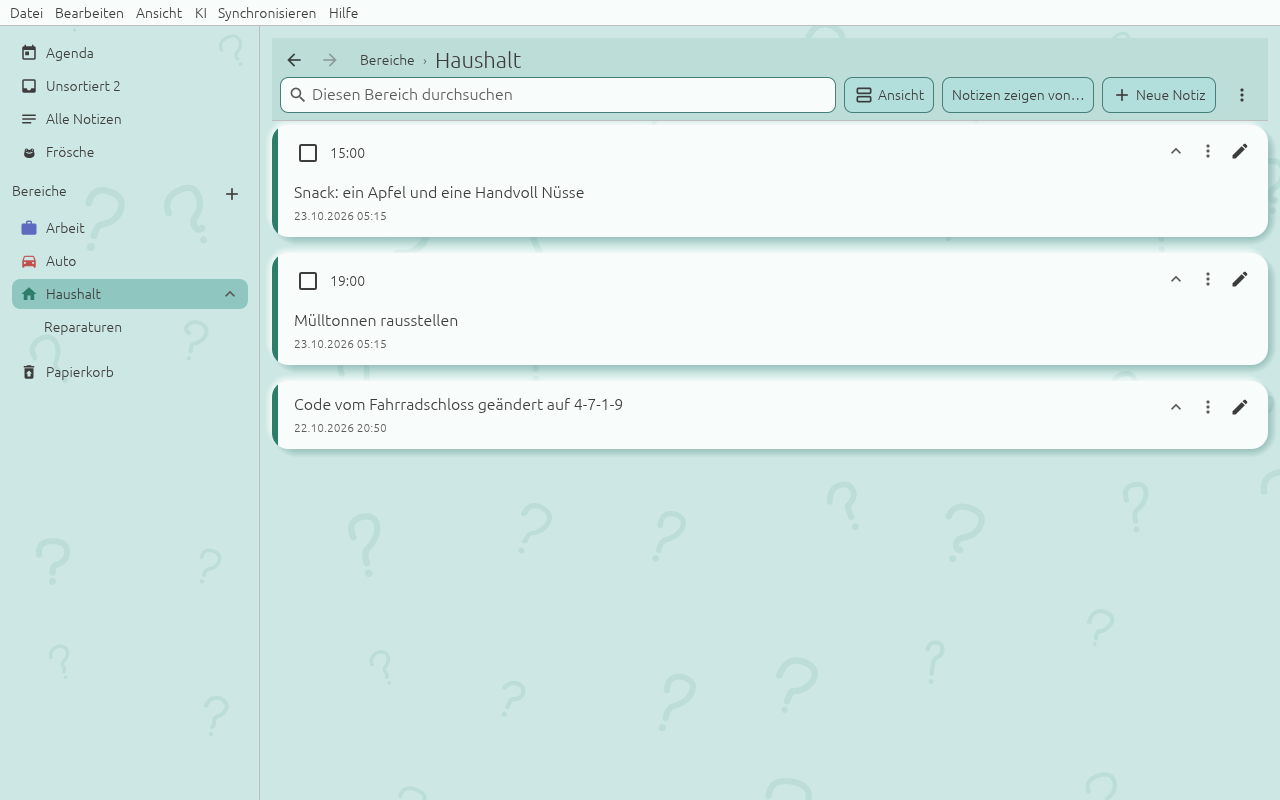 Datei Bearbeiten Ansicht KI Synchronisieren Hilfe
Agenda
Unsortiert 2
Alle Notizen
Frösche
Bereiche
Arbeit
Auto
Haushalt
Reparaturen
Papierkorb
Bereiche › Haushalt
Diesen Bereich durchsuchen
Ansicht
Notizen zeigen von…
Neue Notiz
15:00
Snack: ein Apfel und eine Handvoll Nüsse
23.10.2026 05:15
19:00
Mülltonnen rausstellen
23.10.2026 05:15
Code vom Fahrradschloss geändert auf 4-7-1-9
22.10.2026 20:50